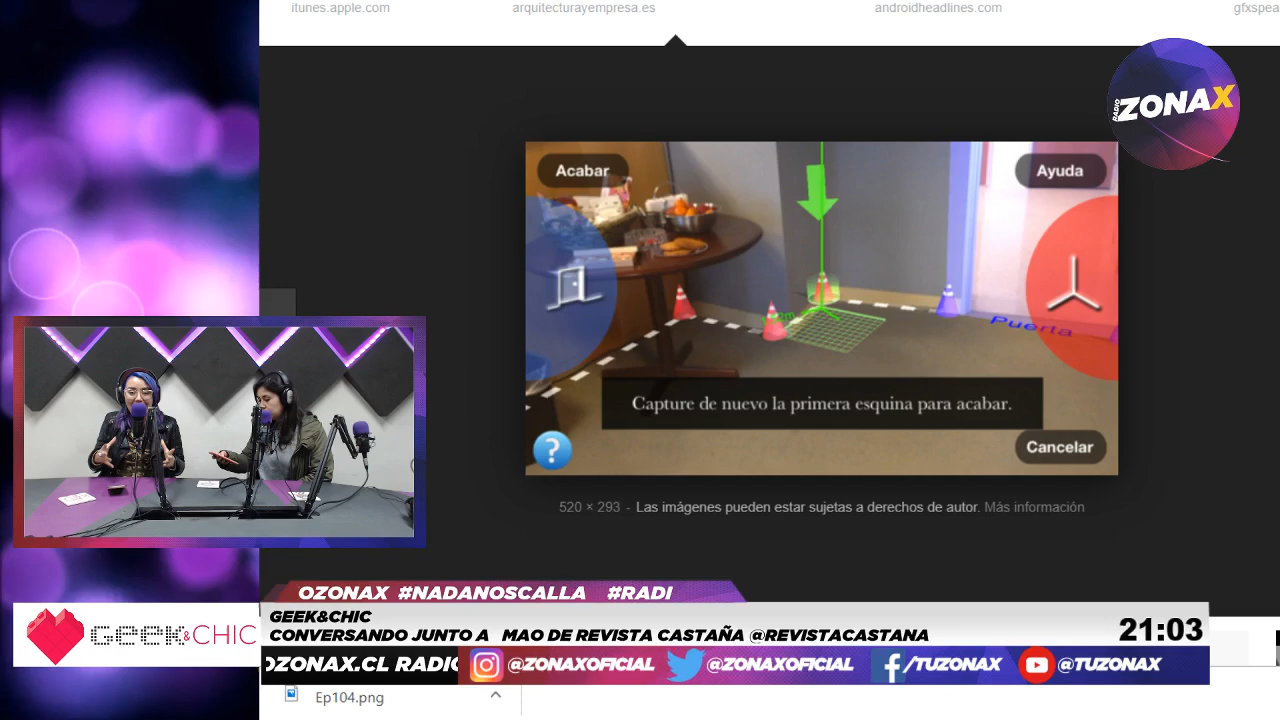 itunes.apple.com
arquitecturayempresa.es
androidheadlines.com
gfxspea
RADIO
ZONAX
Acabar
Ayuda
Puerta
Capture de nuevo la primera esquina para acabar.
?
Cancelar
520 × 293 - Las imágenes pueden estar sujetas a derechos de autor. Más información
OZONAX #NADANOSCALLA #RADI
GEEK&CHIC
GEEK&CHIC
CONVERSANDO JUNTO A MAO DE REVISTA CASTAÑA @REVISTACASTANA
21:03
OZONAX.CL RADIO
@ZONAXOFICIAL
@ZONAXOFICIAL
/TUZONAX
@TUZONAX
Ep104.png